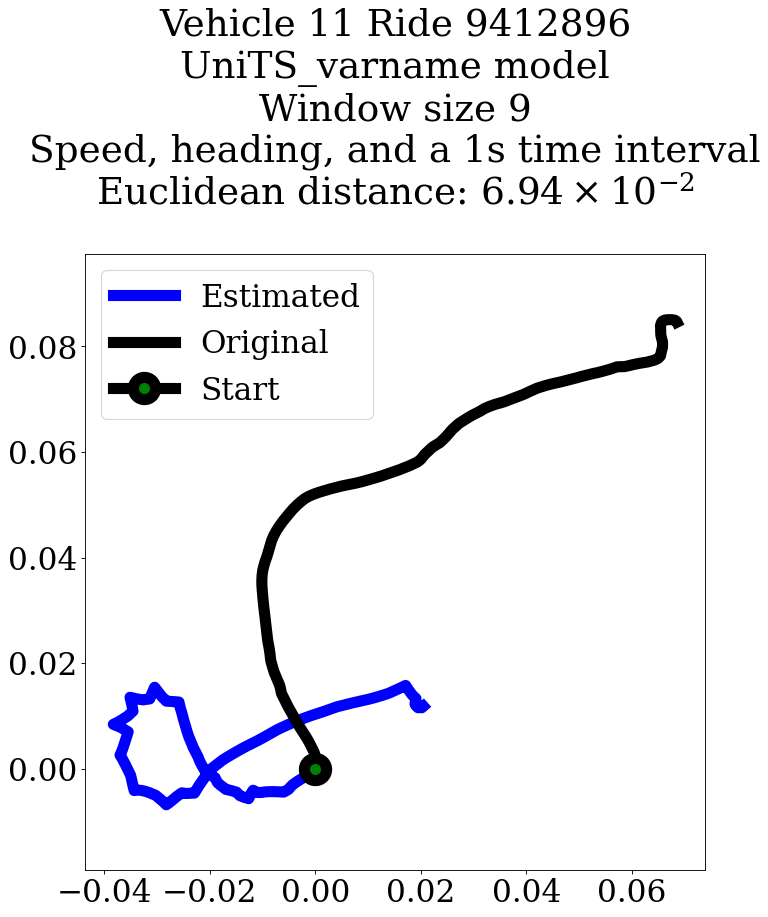 Vehicle 11 Ride 9412896
UniTS_varname model
Window size 9
Speed, heading, and a 1s time interval
Euclidean distance: 6.94 × 10⁻²
Estimated
Original
Start
0.08
0.06
0.04
0.02
0.00
−0.04 −0.02 0.00 0.02 0.04 0.06